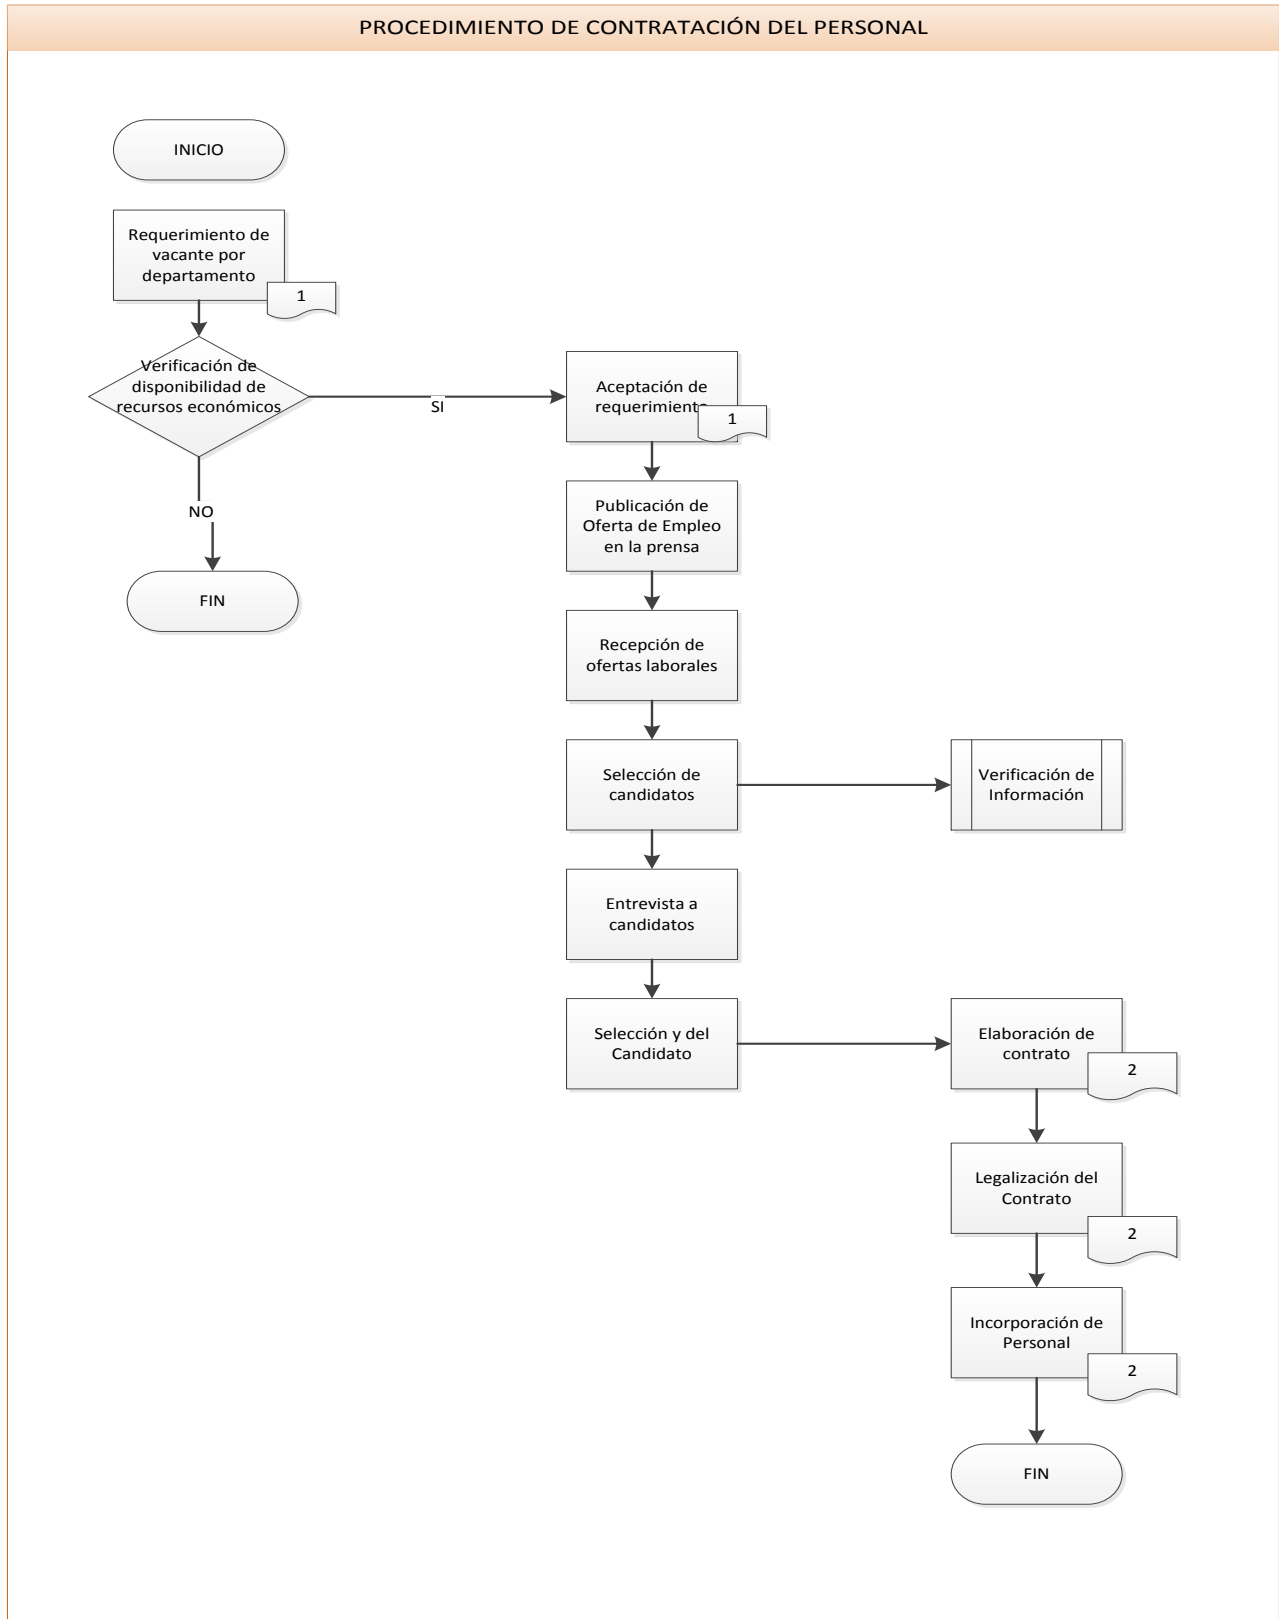 PROCEDIMIENTO DE CONTRATACIÓN DEL PERSONAL
INICIO
Requerimiento de
vacante por
departamento
1
Verificación de
disponibilidad de
recursos económicos
SI
NO
FIN
Aceptación de
requerimiento
1
Publicación de
Oferta de Empleo
en la prensa
Recepción de
ofertas laborales
Selección de
candidatos
Verificación de
Información
Entrevista a
candidatos
Selección y del
Candidato
Elaboración de
contrato
2
Legalización del
Contrato
2
Incorporación de
Personal
2
FIN